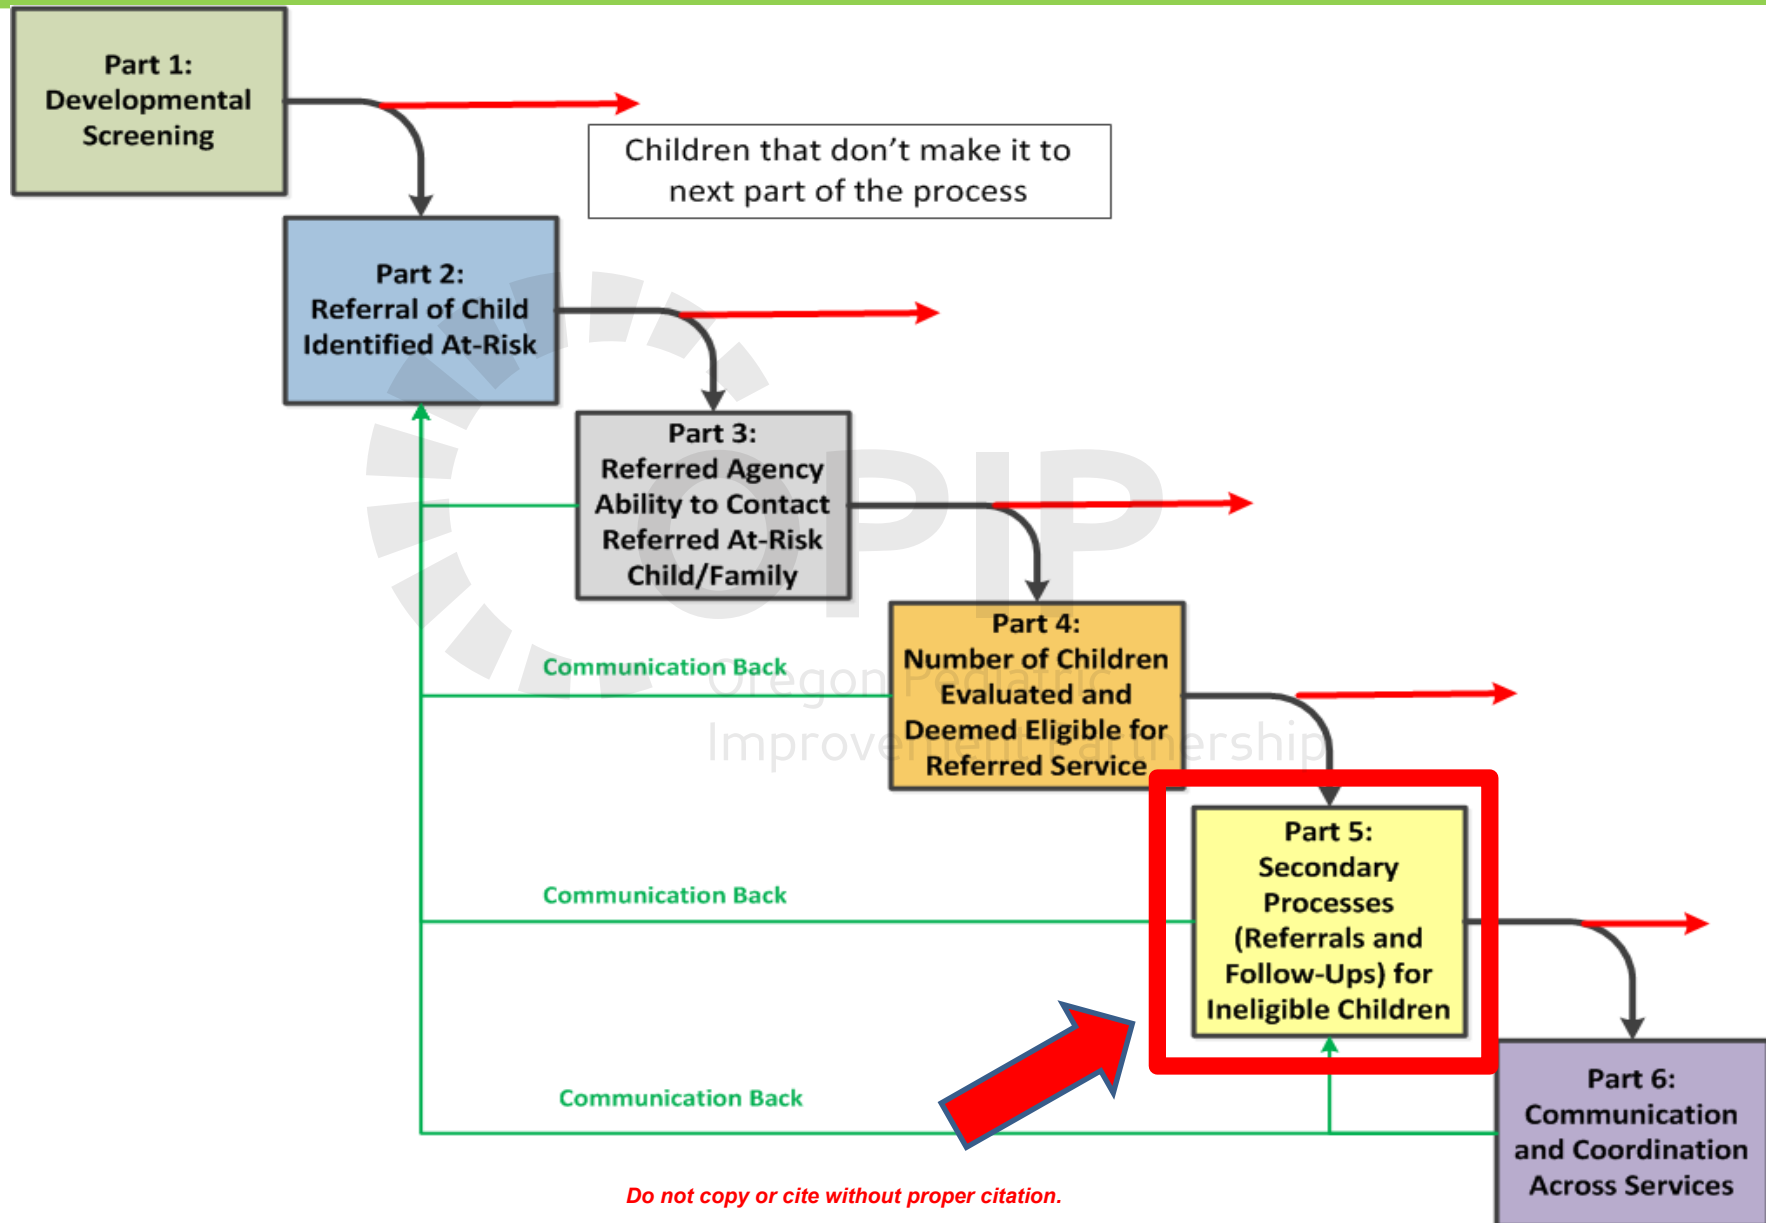 Part 1:
Developmental
Screening
Children that don't make it to
next part of the process
Part 2:
Referral of Child
Identified At-Risk
Part 3:
Referred Agency
Ability to Contact
Referred At-Risk
Child/Family
OPIP
Oregon Pediatric
Improvement Partnership
Part 4:
Number of Children
Evaluated and
Deemed Eligible for
Referred Service
Communication Back
Part 5:
Secondary
Processes
(Referrals and
Follow-Ups) for
Ineligible Children
Communication Back
Part 6:
Communication
and Coordination
Across Services
Communication Back
Do not copy or cite without proper citation.